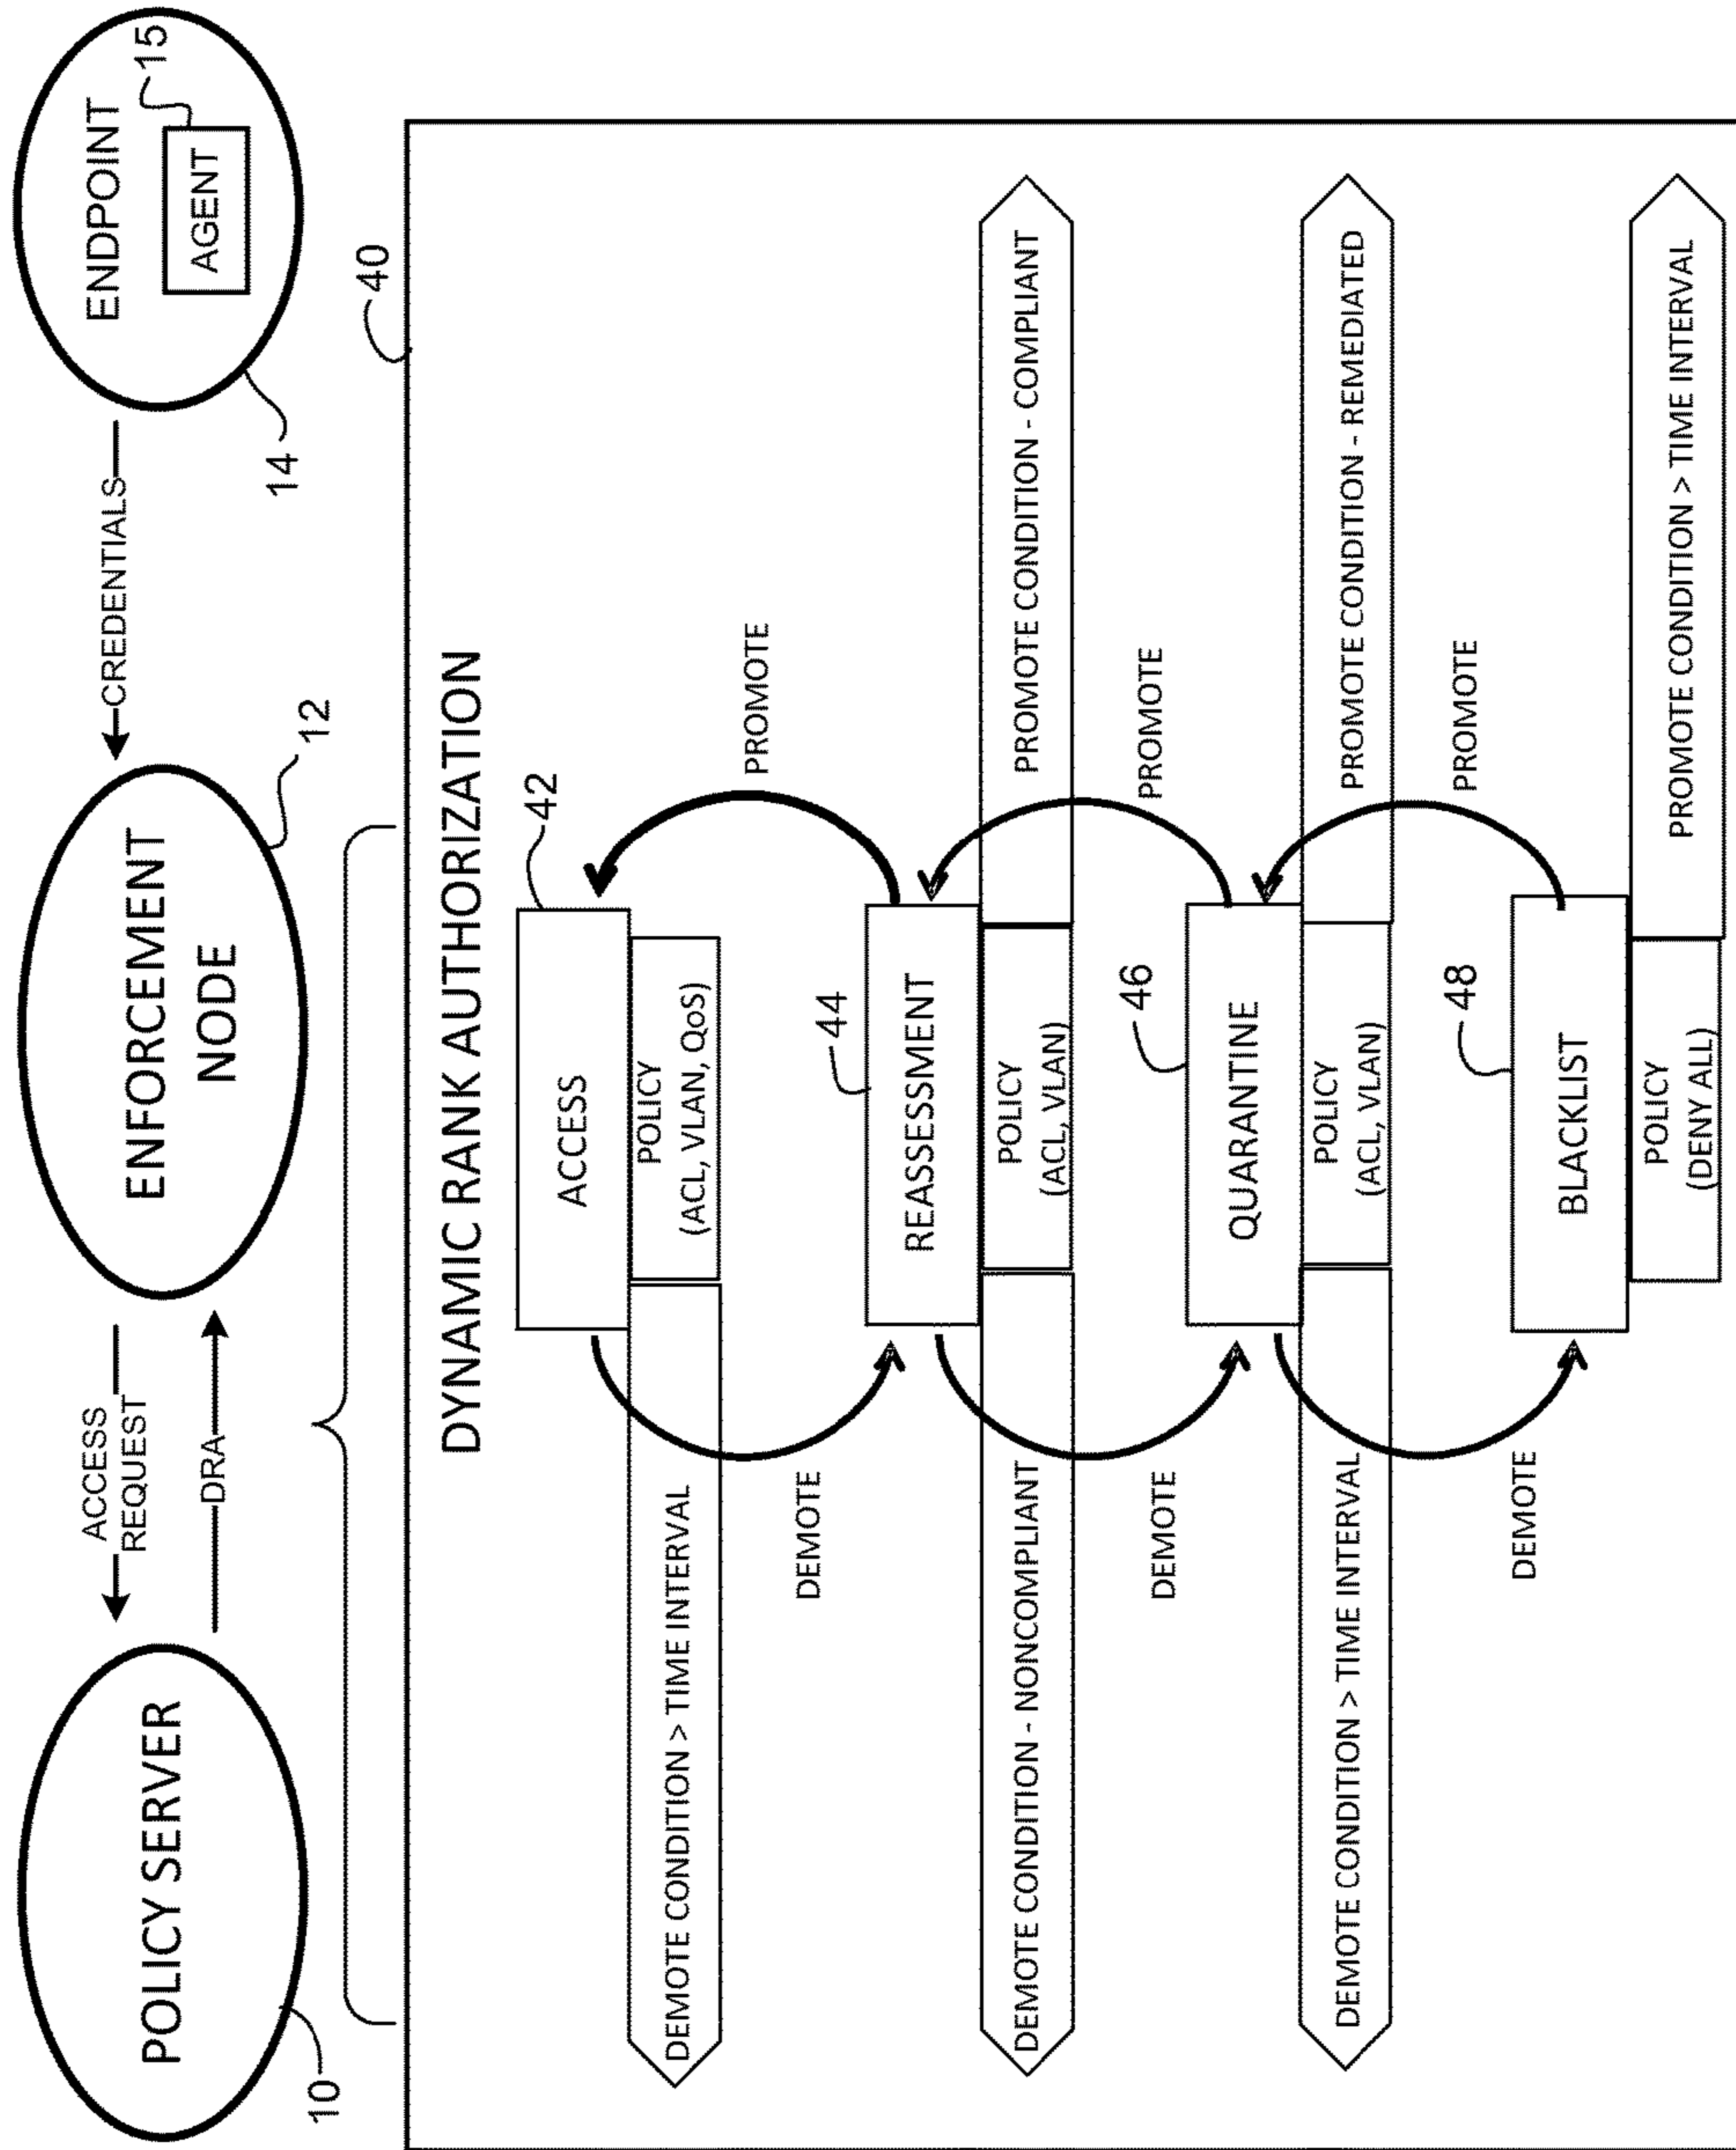 POLICY SERVER
10
ACCESS
REQUEST
DRA
ENFORCEMENT
NODE
12
CREDENTIALS
ENDPOINT
AGENT
15
14
40
DYNAMIC RANK AUTHORIZATION
42
ACCESS
DEMOTE CONDITION > TIME INTERVAL
POLICY
(ACL, VLAN, QoS)
DEMOTE
PROMOTE
44
REASSESSMENT
DEMOTE CONDITION - NONCOMPLIANT
POLICY
(ACL, VLAN)
PROMOTE CONDITION - COMPLIANT
DEMOTE
PROMOTE
46
QUARANTINE
DEMOTE CONDITION > TIME INTERVAL
POLICY
(ACL, VLAN)
PROMOTE CONDITION - REMEDIATED
DEMOTE
PROMOTE
48
BLACKLIST
POLICY
(DENY ALL)
PROMOTE CONDITION > TIME INTERVAL